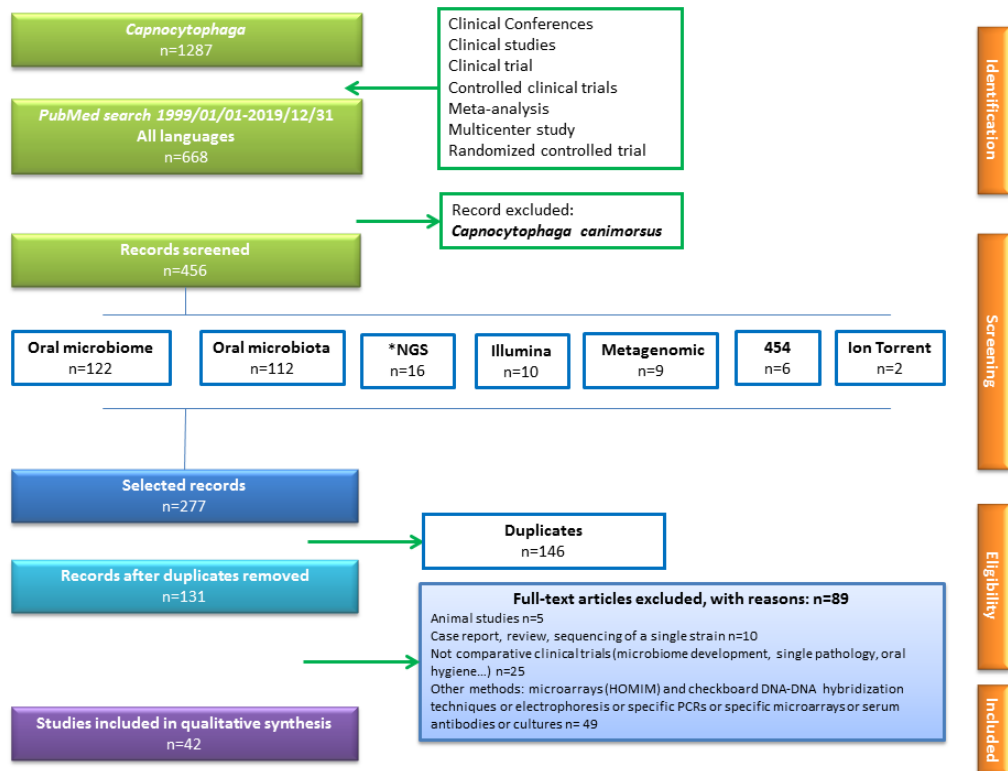 Capnocytophaga
n=1287
Clinical Conferences
Clinical studies
Clinical trial
Controlled clinical trials
Meta-analysis
Multicenter study
Randomized controlled trial
Identification
PubMed search 1999/01/01-2019/12/31
All languages
n=668
Record excluded:
Capnocytophaga canimorsus
Records screened
n=456
Screening
Oral microbiome
n=122
Oral microbiota
n=112
*NGS
n=16
Illumina
n=10
Metagenomic
n=9
454
n=6
Ion Torrent
n=2
Selected records
n=277
Duplicates
n=146
Eligibility
Records after duplicates removed
n=131
Full-text articles excluded, with reasons: n=89
Animal studies n=5
Case report, review, sequencing of a single strain n=10
Not comparative clinical trials (microbiome development, single pathology, oral
hygiene...) n=25
Other methods: microarrays (HOMIM) and checkboard DNA-DNA hybridization
techniques or electrophoresis or specific PCRs or specific microarrays or serum
antibodies or cultures n= 49
Studies included in qualitative synthesis
n=42
Included